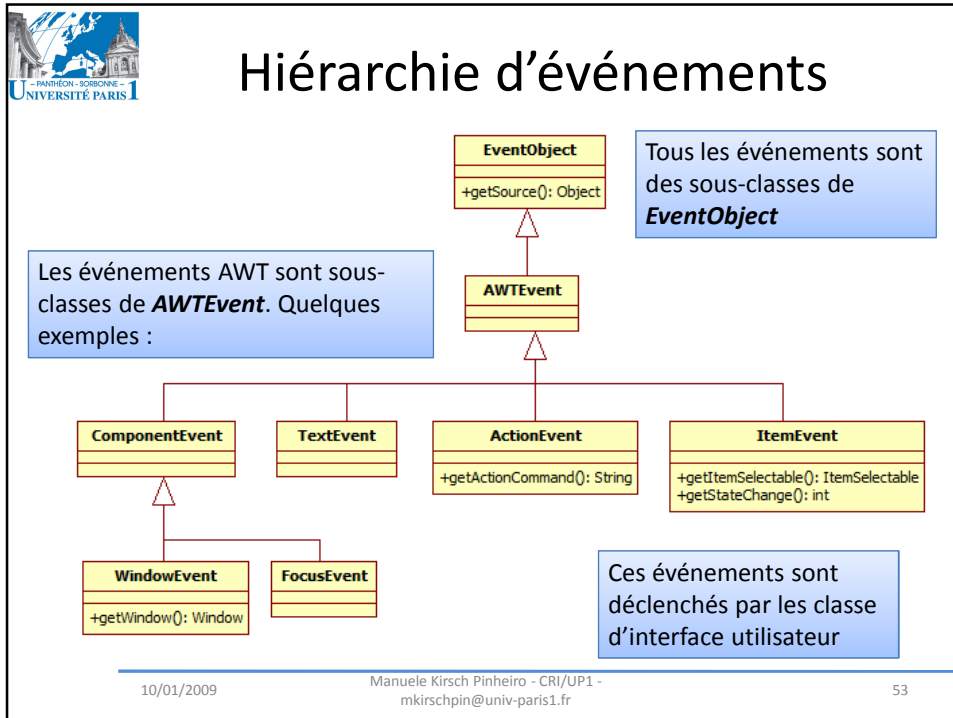 – PANTHÉON - SORBONNE –
UNIVERSITÉ PARIS 1
Hiérarchie d'événements
EventObject
+getSource(): Object
Tous les événements sont
des sous-classes de
EventObject
Les événements AWT sont sous-
classes de AWTEvent. Quelques
exemples :
AWTEvent
ComponentEvent
TextEvent
ActionEvent
+getActionCommand(): String
ItemEvent
+getItemSelectable(): ItemSelectable
+getStateChange(): int
WindowEvent
+getWindow(): Window
FocusEvent
Ces événements sont
déclenchés par les classe
d'interface utilisateur
10/01/2009
Manuele Kirsch Pinheiro - CRI/UP1 -
mkirschpin@univ-paris1.fr
53